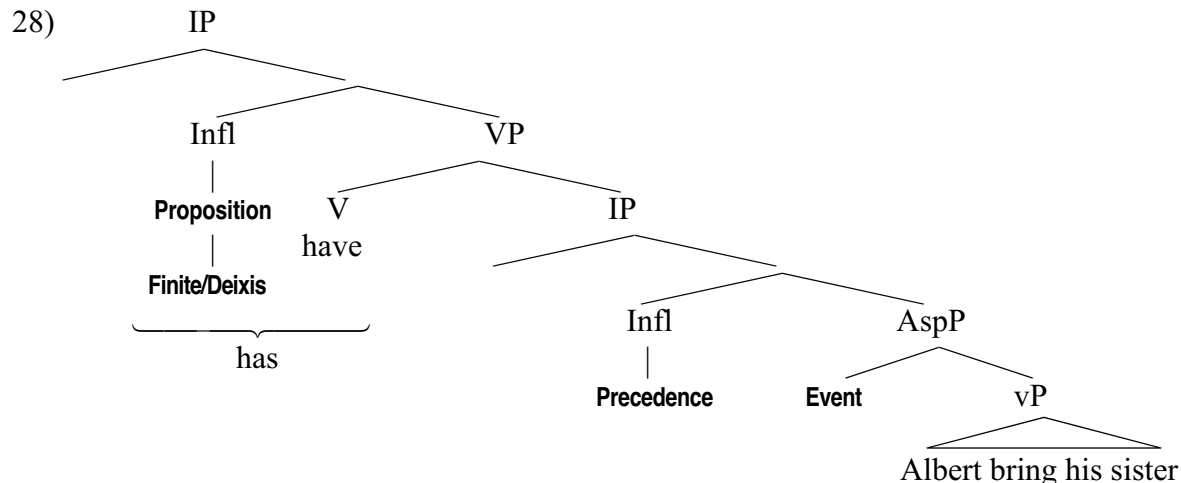 28) IP
Infl VP
Proposition V IP
have
Finite/Deixis
Infl AspP
has
Precedence Event vP
Albert bring his sister